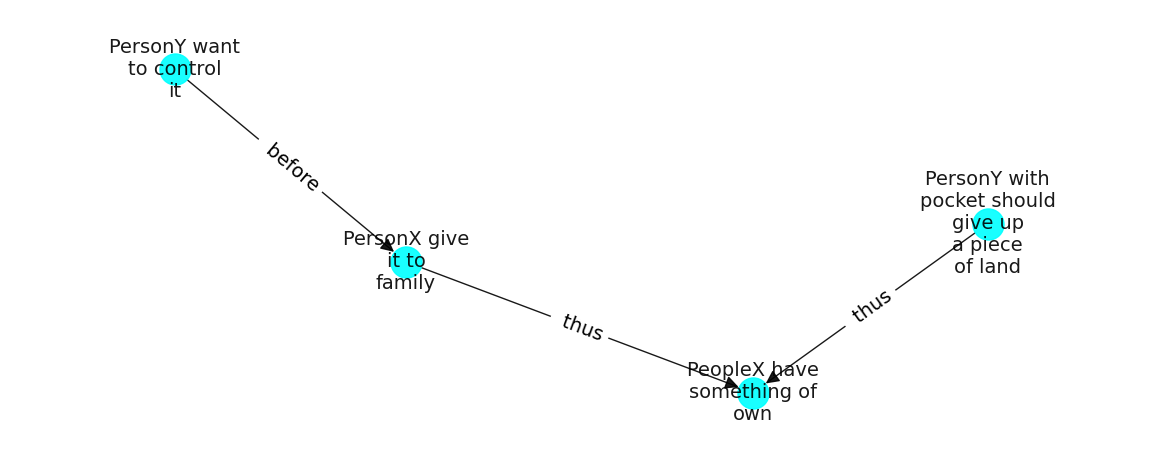 PersonY want
to control
it
before
PersonY with
pocket should
give up
a piece
of land
PersonX give
it to
family
thus
thus
PeopleX have
something of
own